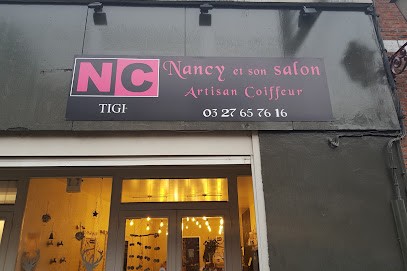 NC
Nancy et son salon
Artisan Coiffeur
TIGI
03 27 65 76 16